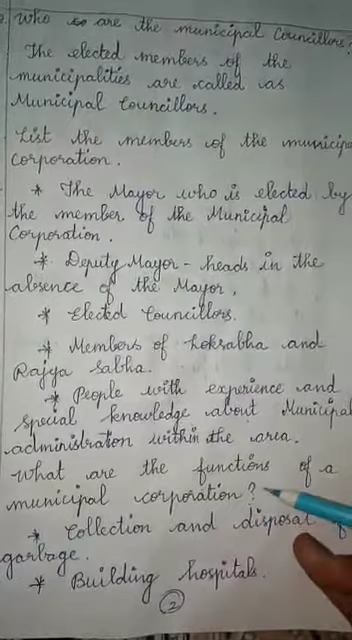 Who are the municipal Councillors?
The elected members of the
municipalities are called as
Municipal Councillors.
List the members of the municip
Corporation.
* The Mayor who is elected by
the member of the Municipal
Corporation.
* Deputy Mayor - heads in the
absence of the Mayor.
* Elected Councillors.
* Members of Loksabha and
Rajya Sabha.
* People with experience and
special knowledge about Municipal
administration within the area.
What are the functions of a
municipal corporation?
* Collection and disposal
garbage.
* Building hospitals.
2